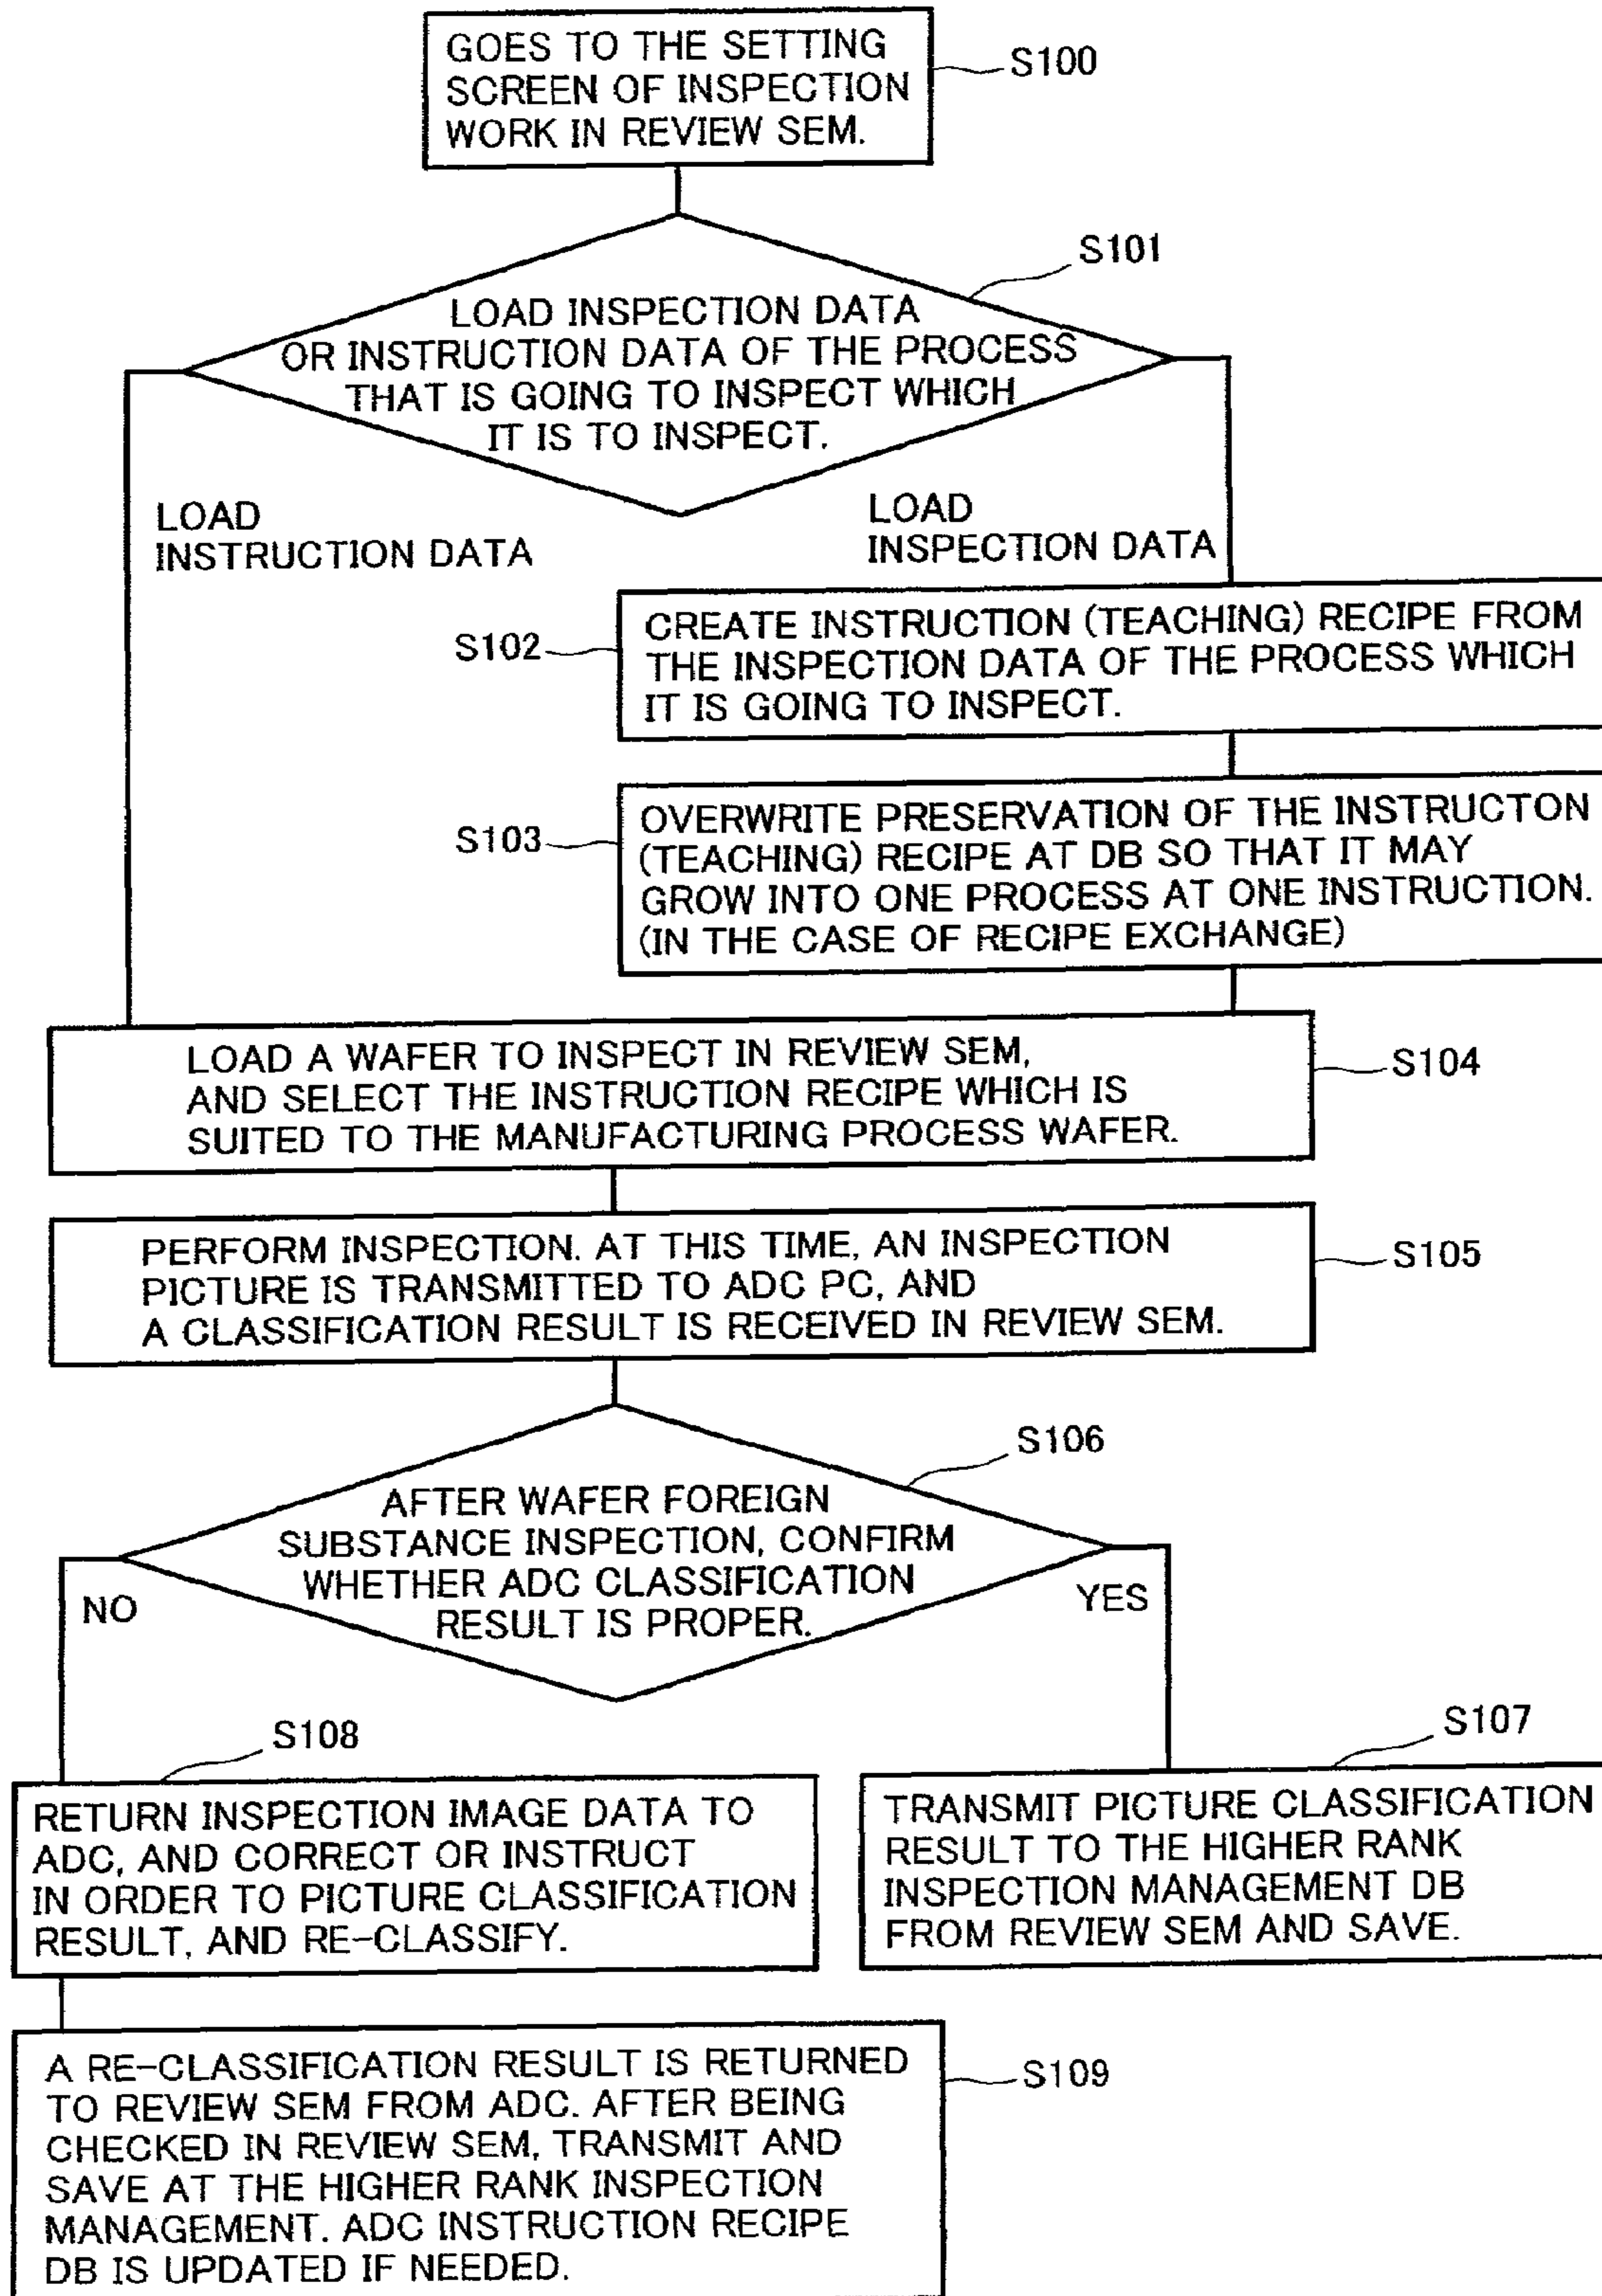 GOES TO THE SETTING
SCREEN OF INSPECTION
WORK IN REVIEW SEM.
S100
S101
LOAD INSPECTION DATA
OR INSTRUCTION DATA OF THE PROCESS
THAT IS GOING TO INSPECT WHICH
IT IS TO INSPECT.
LOAD
INSTRUCTION DATA
LOAD
INSPECTION DATA
S102
CREATE INSTRUCTION (TEACHING) RECIPE FROM
THE INSPECTION DATA OF THE PROCESS WHICH
IT IS GOING TO INSPECT.
S103
OVERWRITE PRESERVATION OF THE INSTRUCTON
(TEACHING) RECIPE AT DB SO THAT IT MAY
GROW INTO ONE PROCESS AT ONE INSTRUCTION.
(IN THE CASE OF RECIPE EXCHANGE)
LOAD A WAFER TO INSPECT IN REVIEW SEM,
AND SELECT THE INSTRUCTION RECIPE WHICH IS
SUITED TO THE MANUFACTURING PROCESS WAFER.
S104
PERFORM INSPECTION. AT THIS TIME, AN INSPECTION
PICTURE IS TRANSMITTED TO ADC PC, AND
A CLASSIFICATION RESULT IS RECEIVED IN REVIEW SEM.
S105
S106
AFTER WAFER FOREIGN
SUBSTANCE INSPECTION, CONFIRM
WHETHER ADC CLASSIFICATION
RESULT IS PROPER.
NO
YES
S108
RETURN INSPECTION IMAGE DATA TO
ADC, AND CORRECT OR INSTRUCT
IN ORDER TO PICTURE CLASSIFICATION
RESULT, AND RE-CLASSIFY.
S107
TRANSMIT PICTURE CLASSIFICATION
RESULT TO THE HIGHER RANK
INSPECTION MANAGEMENT DB
FROM REVIEW SEM AND SAVE.
A RE-CLASSIFICATION RESULT IS RETURNED
TO REVIEW SEM FROM ADC. AFTER BEING
CHECKED IN REVIEW SEM, TRANSMIT AND
SAVE AT THE HIGHER RANK INSPECTION
MANAGEMENT. ADC INSTRUCTION RECIPE
DB IS UPDATED IF NEEDED.
S109